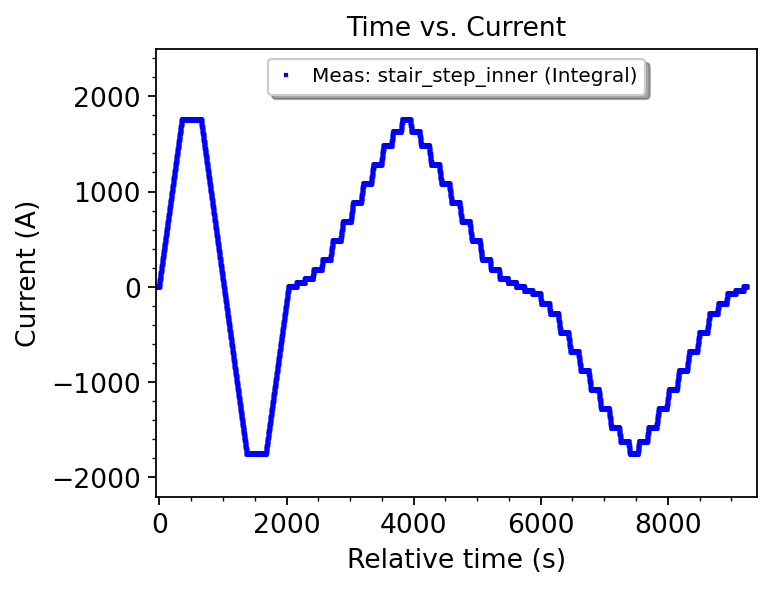 Time vs. Current
Meas: stair_step_inner (Integral)
2000
1000
0
−1000
−2000
Current (A)
0 2000 4000 6000 8000
Relative time (s)